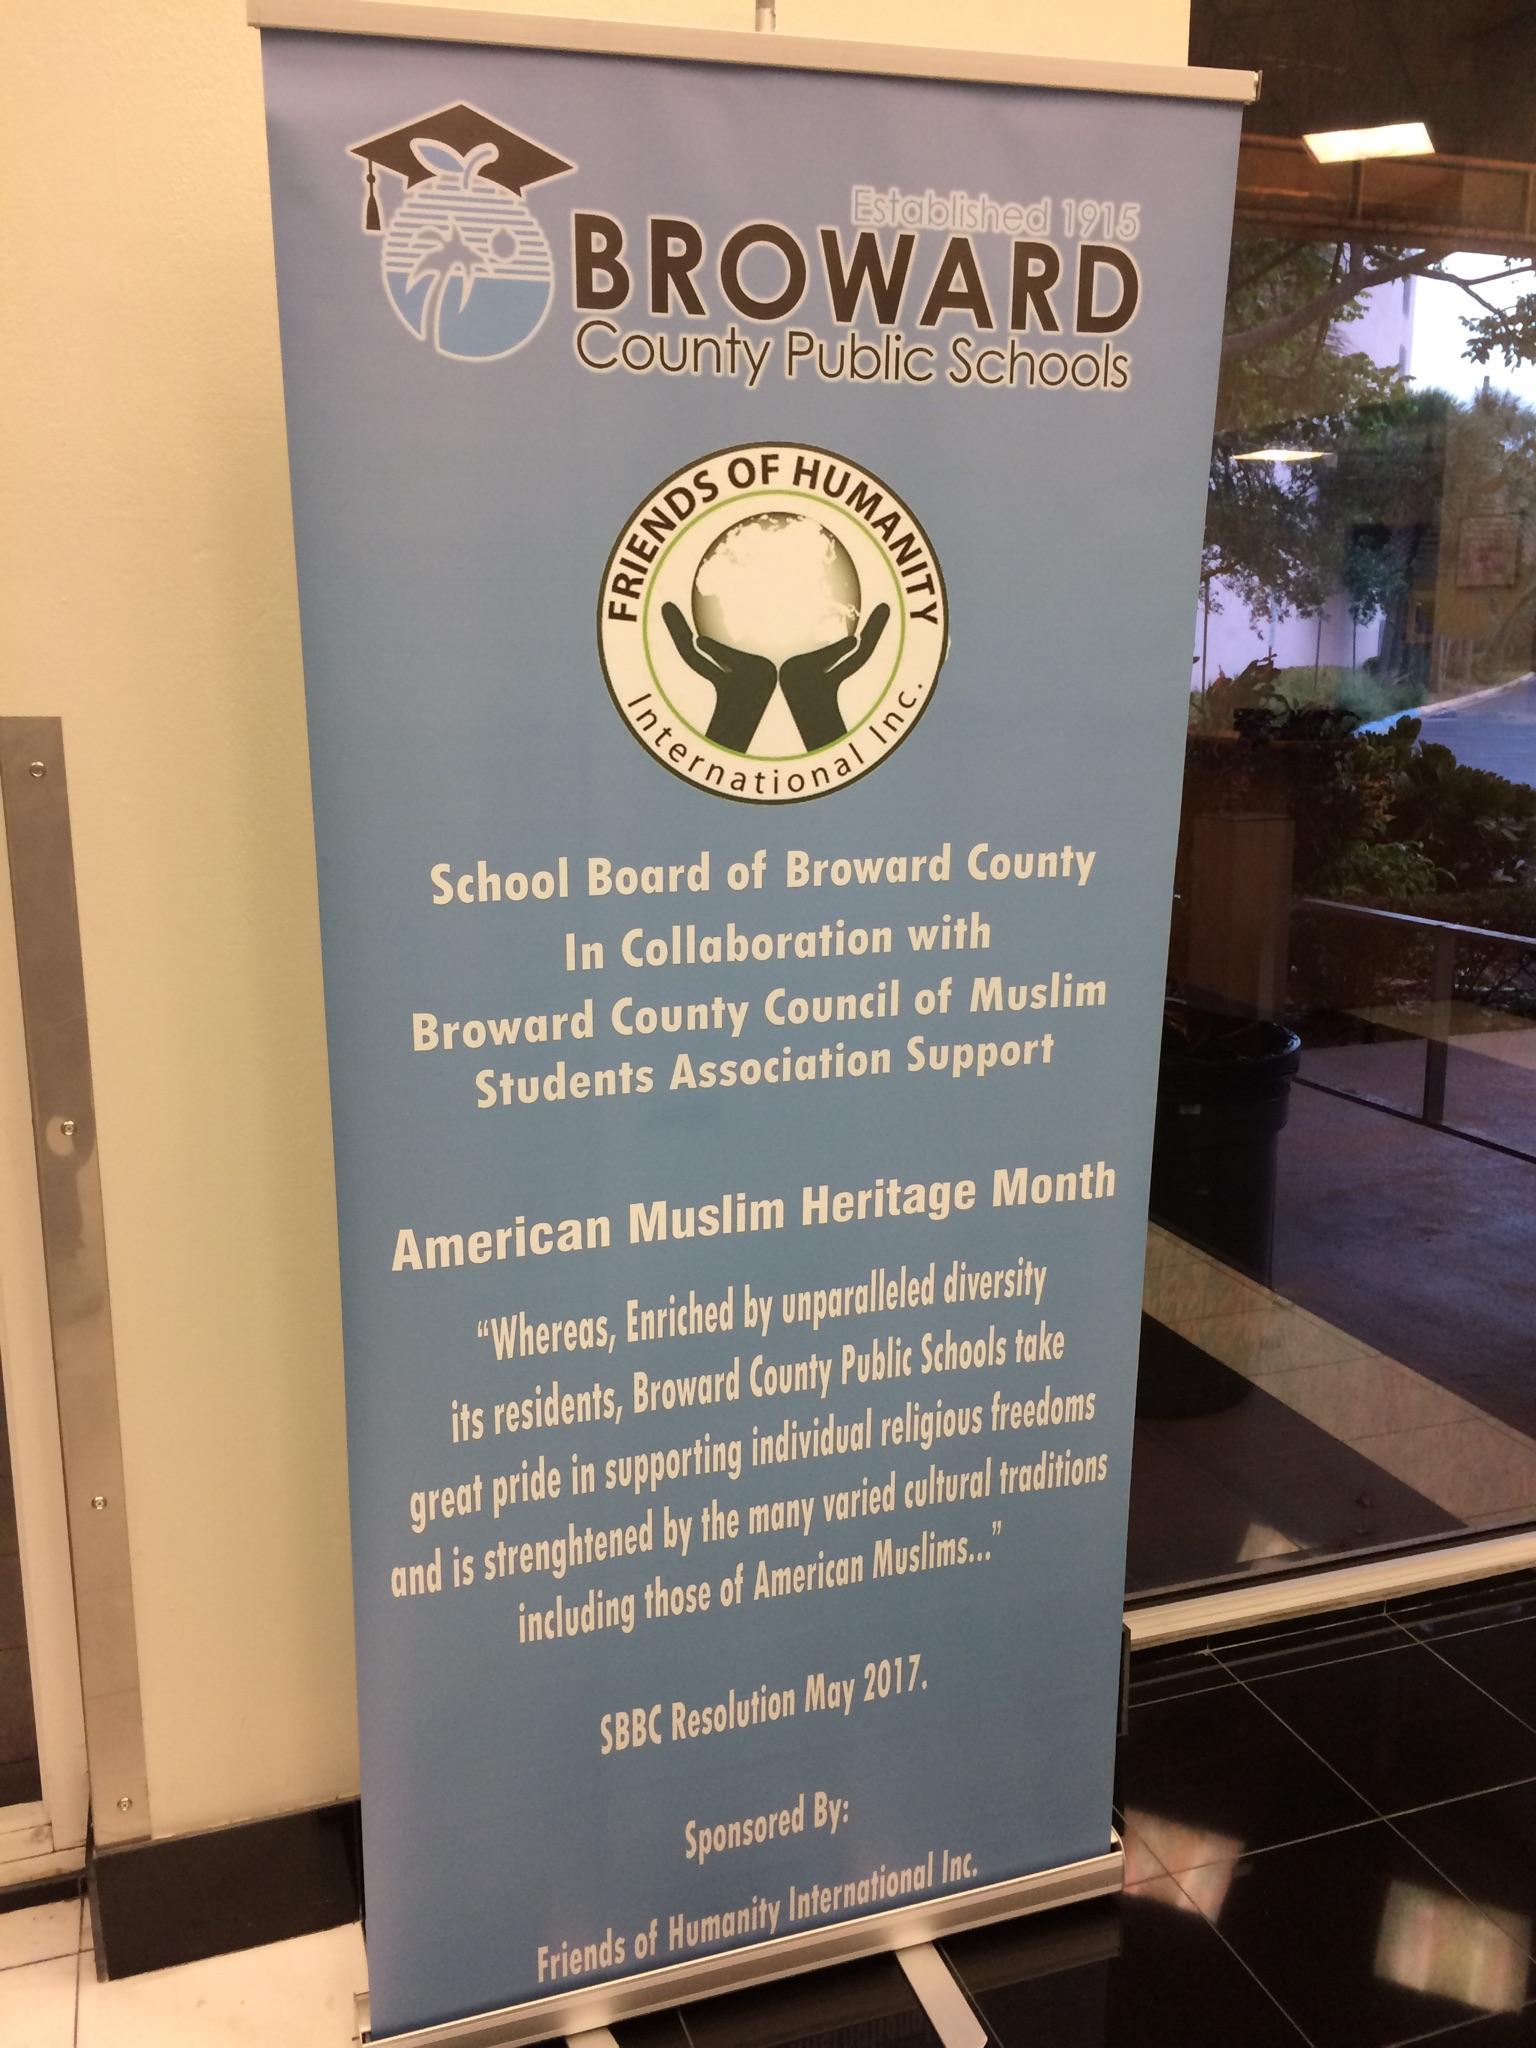 Established 1915
BROWARD
County Public Schools
FRIENDS OF HUMANITY
International Inc.
School Board of Broward County
In Collaboration with
Broward County Council of Muslim
Students Association Support
American Muslim Heritage Month
“Whereas, Enriched by unparalleled diversity
its residents, Broward County Public Schools take
great pride in supporting individual religious freedoms
and is strenghtened by the many varied cultural traditions
including those of American Muslims...”
SBBC Resolution May 2017.
Sponsored By:
Friends of Humanity International Inc.